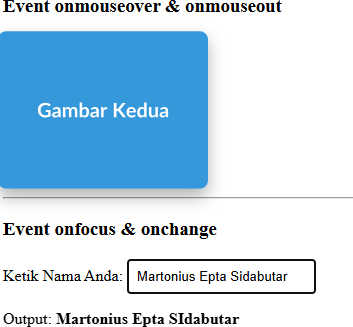 Event onmouseover & onmouseout
Gambar Kedua
Event onfocus & onchange
Ketik Nama Anda: Martonius Epta Sidabutar
Output: Martonius Epta SIdabutar